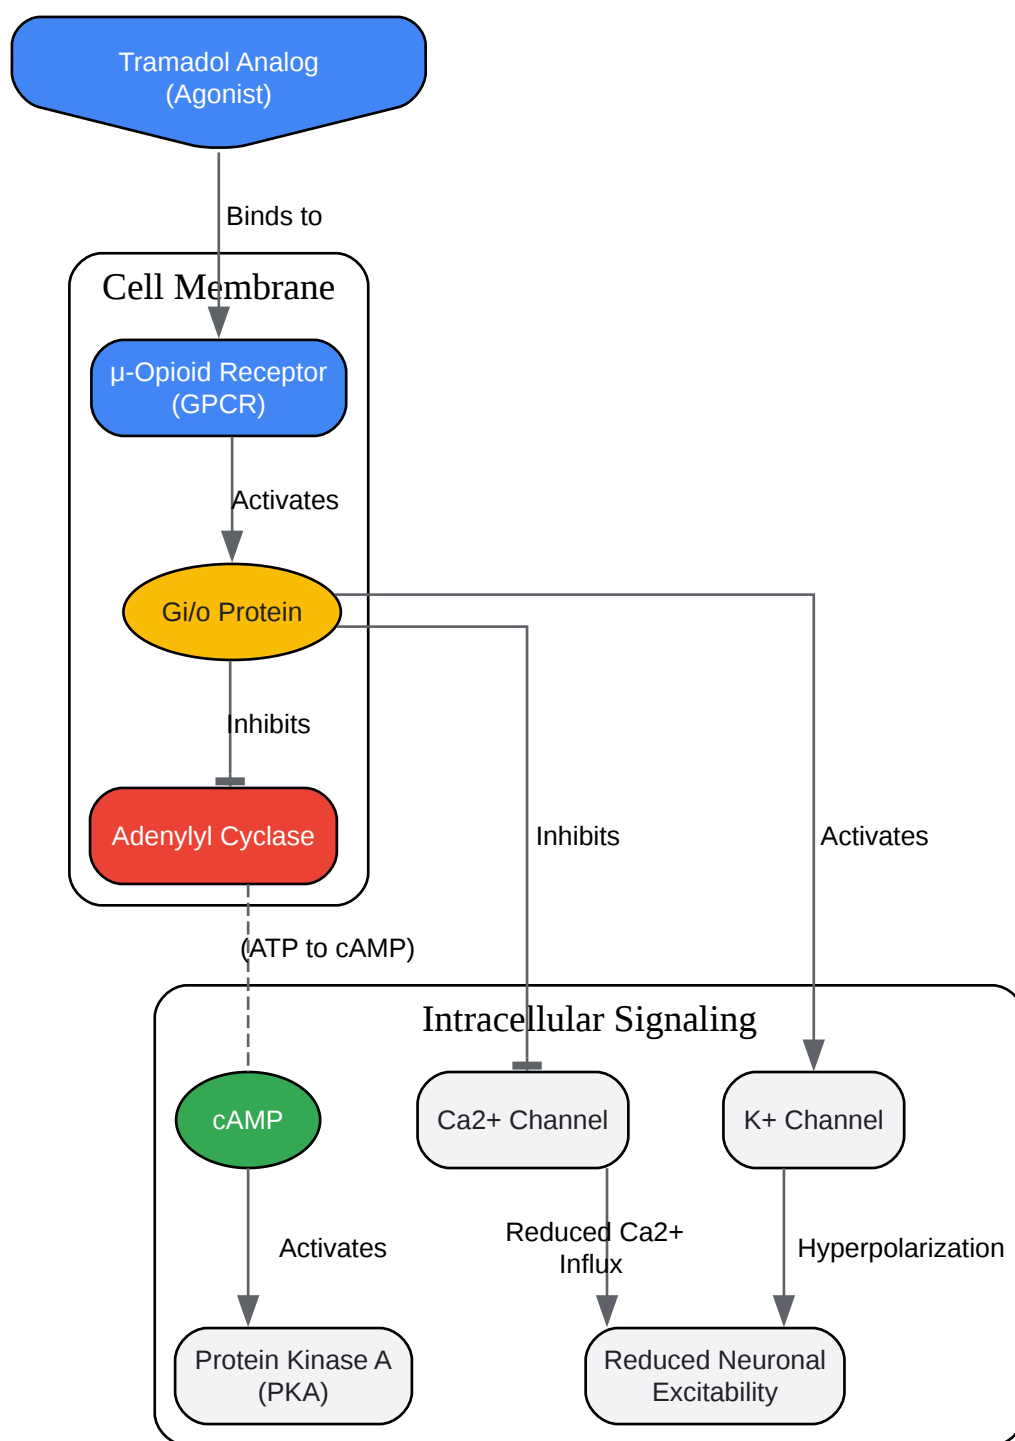 Tramadol Analog
(Agonist)
Binds to
Cell Membrane
μ-Opioid Receptor
(GPCR)
Activates
Gi/o Protein
Inhibits
Adenylyl Cyclase
Inhibits
Activates
(ATP to cAMP)
Intracellular Signaling
cAMP
Ca2+ Channel
K+ Channel
Activates
Reduced Ca2+
Influx
Hyperpolarization
Protein Kinase A
(PKA)
Reduced Neuronal
Excitability